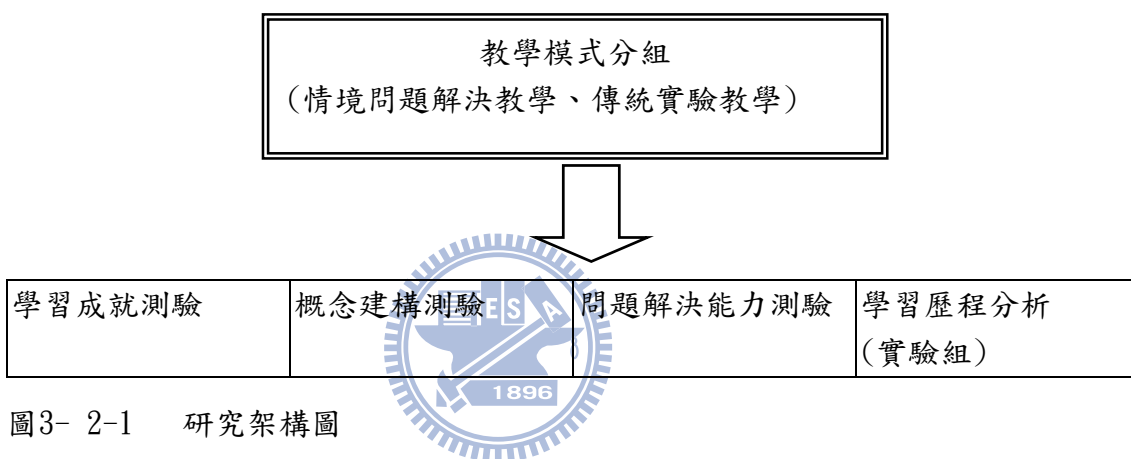 教學模式分組
(情境問題解決教學、傳統實驗教學)
學習成就測驗 概念建構測驗 問題解決能力測驗 學習歷程分析
(實驗組)
E S A
1896
圖3- 2-1 研究架構圖